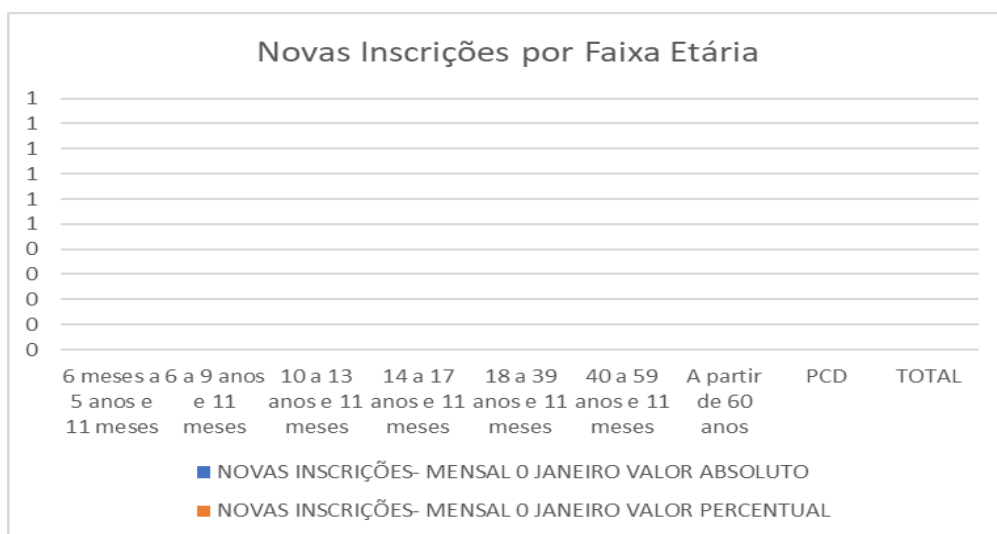 Novas Inscrições por Faixa Etária
1
1
1
1
1
1
0
0
0
0
0
6 meses a 5 anos e 11 meses
6 a 9 anos e 11 meses
10 a 13 anos e 11 meses
14 a 17 anos e 11 meses
18 a 39 anos e 11 meses
40 a 59 anos e 11 meses
A partir de 60 anos
PCD
TOTAL
NOVAS INSCRIÇÕES- MENSAL 0 JANEIRO VALOR ABSOLUTO
NOVAS INSCRIÇÕES- MENSAL 0 JANEIRO VALOR PERCENTUAL